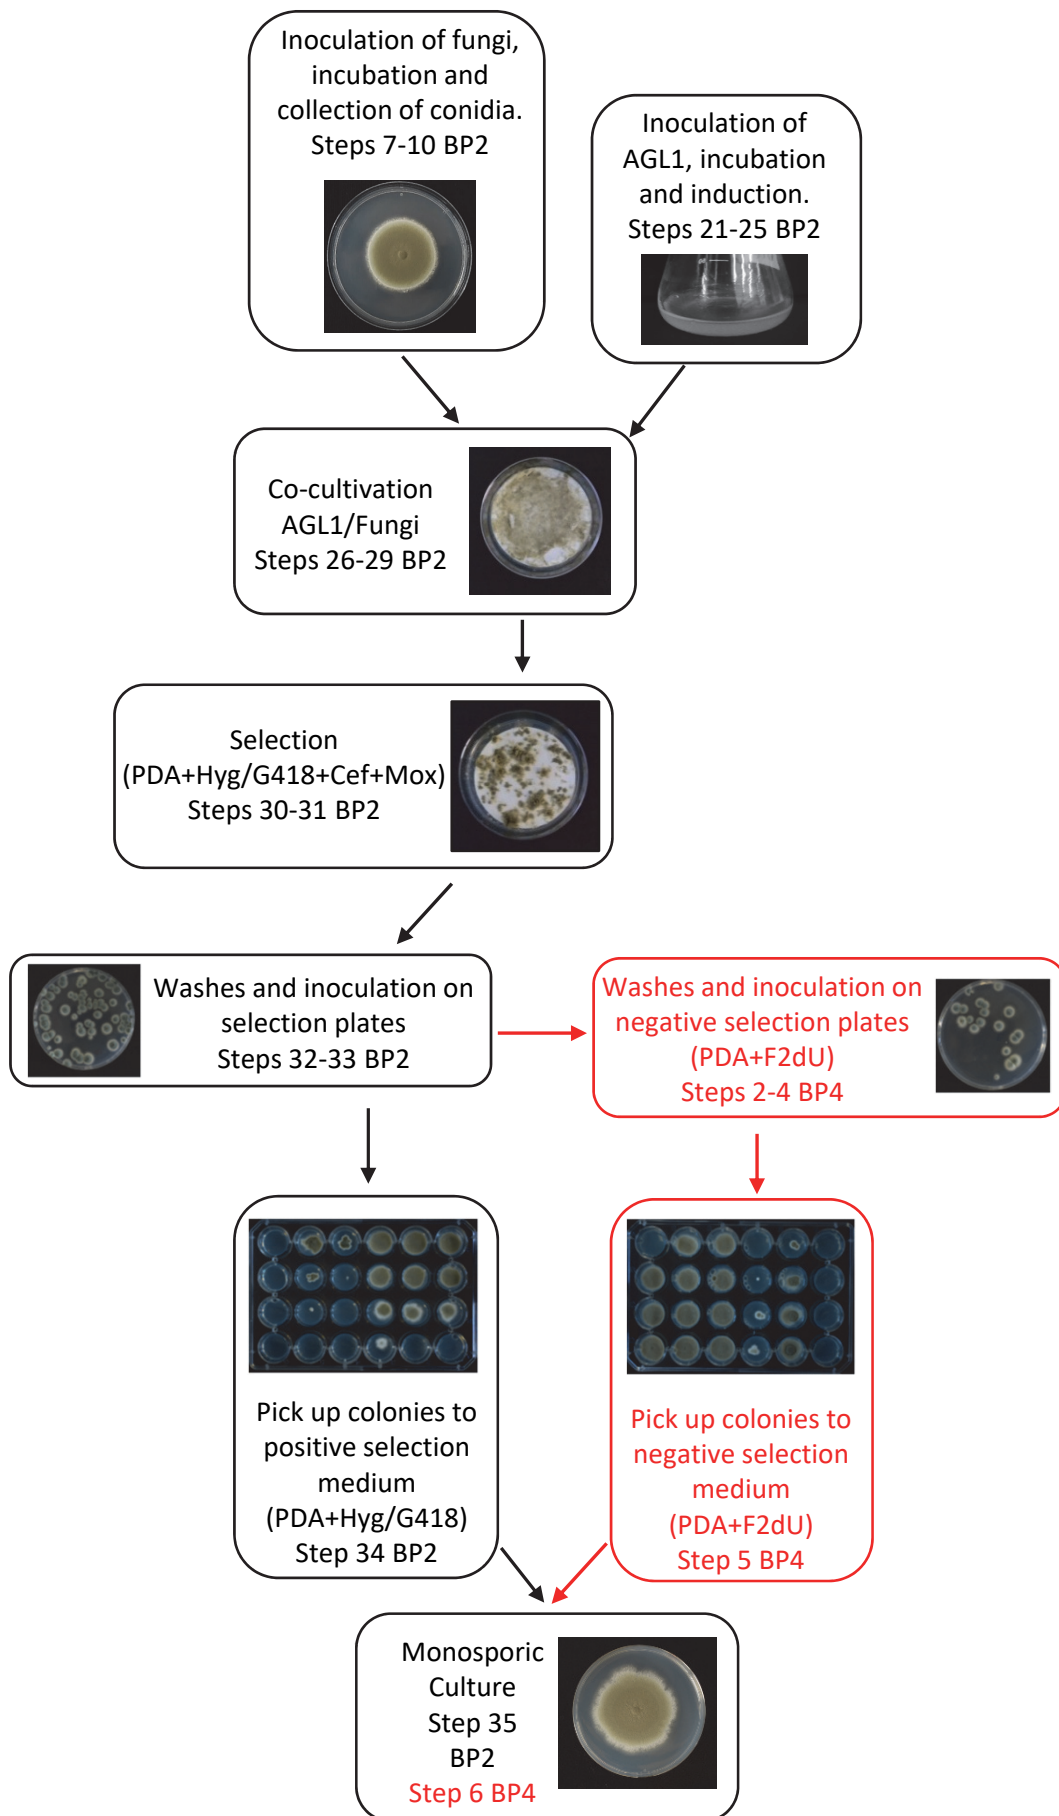 Inoculation of fungi,
incubation and
collection of conidia.
Steps 7-10 BP2
Inoculation of
AGL1, incubation
and induction.
Steps 21-25 BP2
Co-cultivation
AGL1/Fungi
Steps 26-29 BP2
Selection
(PDA+Hyg/G418+Cef+Mox)
Steps 30-31 BP2
Washes and inoculation on
selection plates
Steps 32-33 BP2
Washes and inoculation on
negative selection plates
(PDA+F2dU)
Steps 2-4 BP4
Pick up colonies to
positive selection
medium
(PDA+Hyg/G418)
Step 34 BP2
Pick up colonies to
negative selection
medium
(PDA+F2dU)
Step 5 BP4
Monosporic
Culture
Step 35
BP2
Step 6 BP4